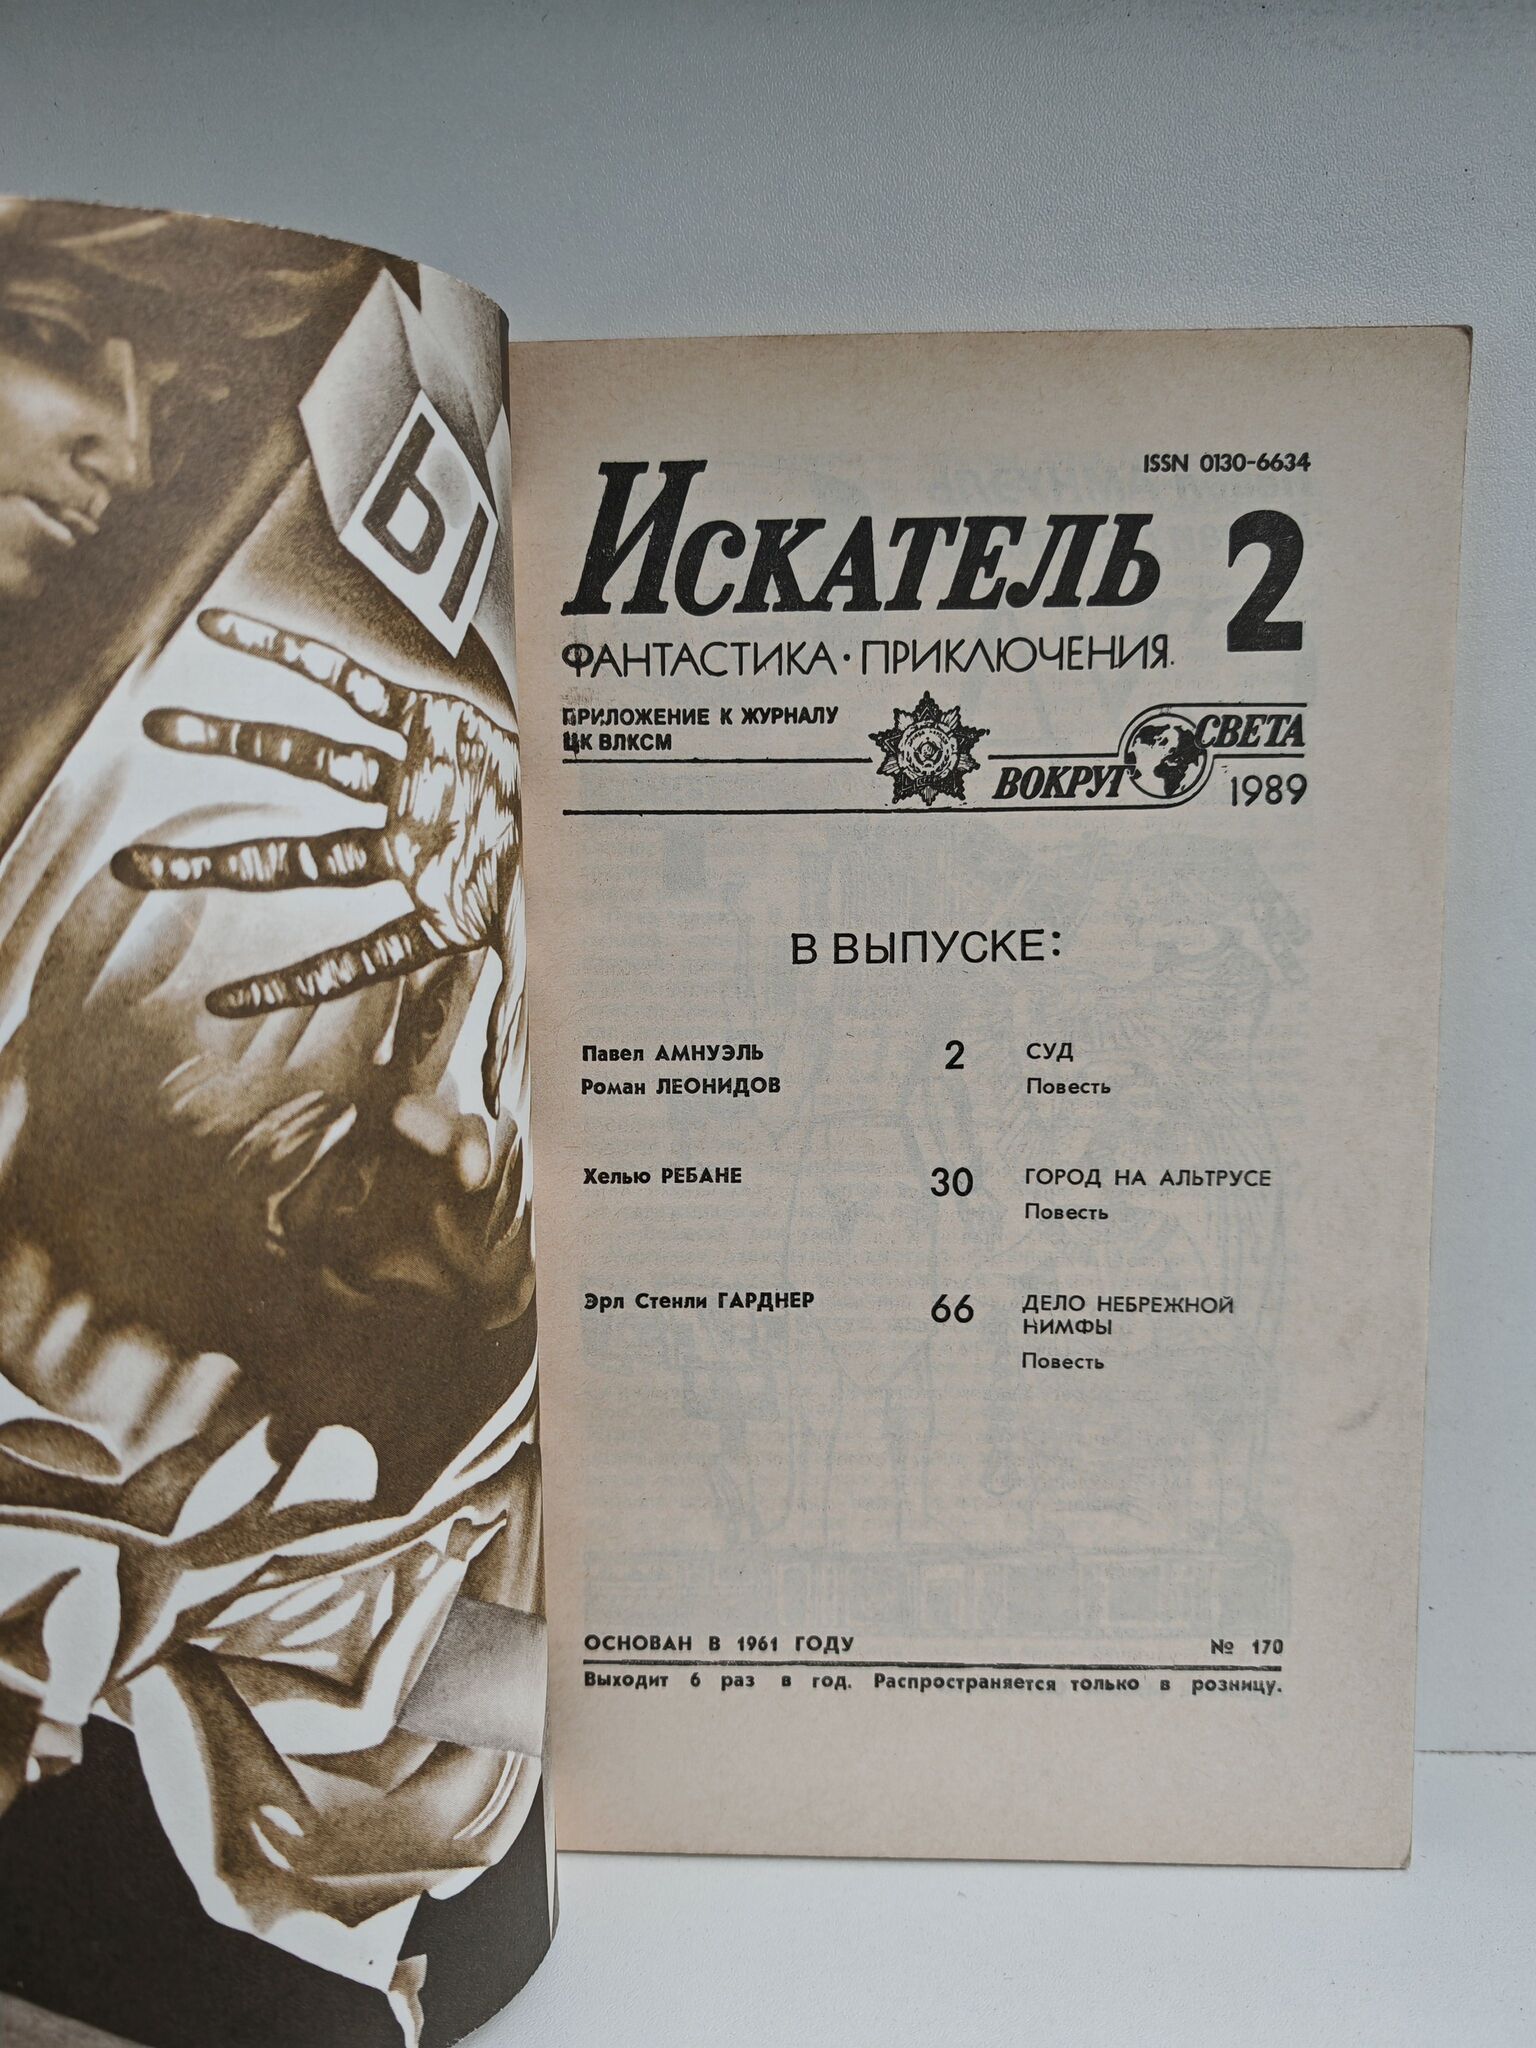 Ы
ISSN 0130-6634
ИСКАТЕЛЬ 2
ФАНТАСТИКА · ПРИКЛЮЧЕНИЯ
ПРИЛОЖЕНИЕ К ЖУРНАЛУ
ЦК ВЛКСМ
ВОКРУГ СВЕТА
1989
В ВЫПУСКЕ:
Павел АМНУЭЛЬ 2 СУД
Роман ЛЕОНИДОВ Повесть
Хелью РЕБАНЕ 30 ГОРОД НА АЛЬТРУСЕ
Повесть
Эрл Стенли ГАРДНЕР 66 ДЕЛО НЕБРЕЖНОЙ
НИМФЫ
Повесть
ОСНОВАН В 1961 ГОДУ № 170
Выходит 6 раз в год. Распространяется только в розницу.